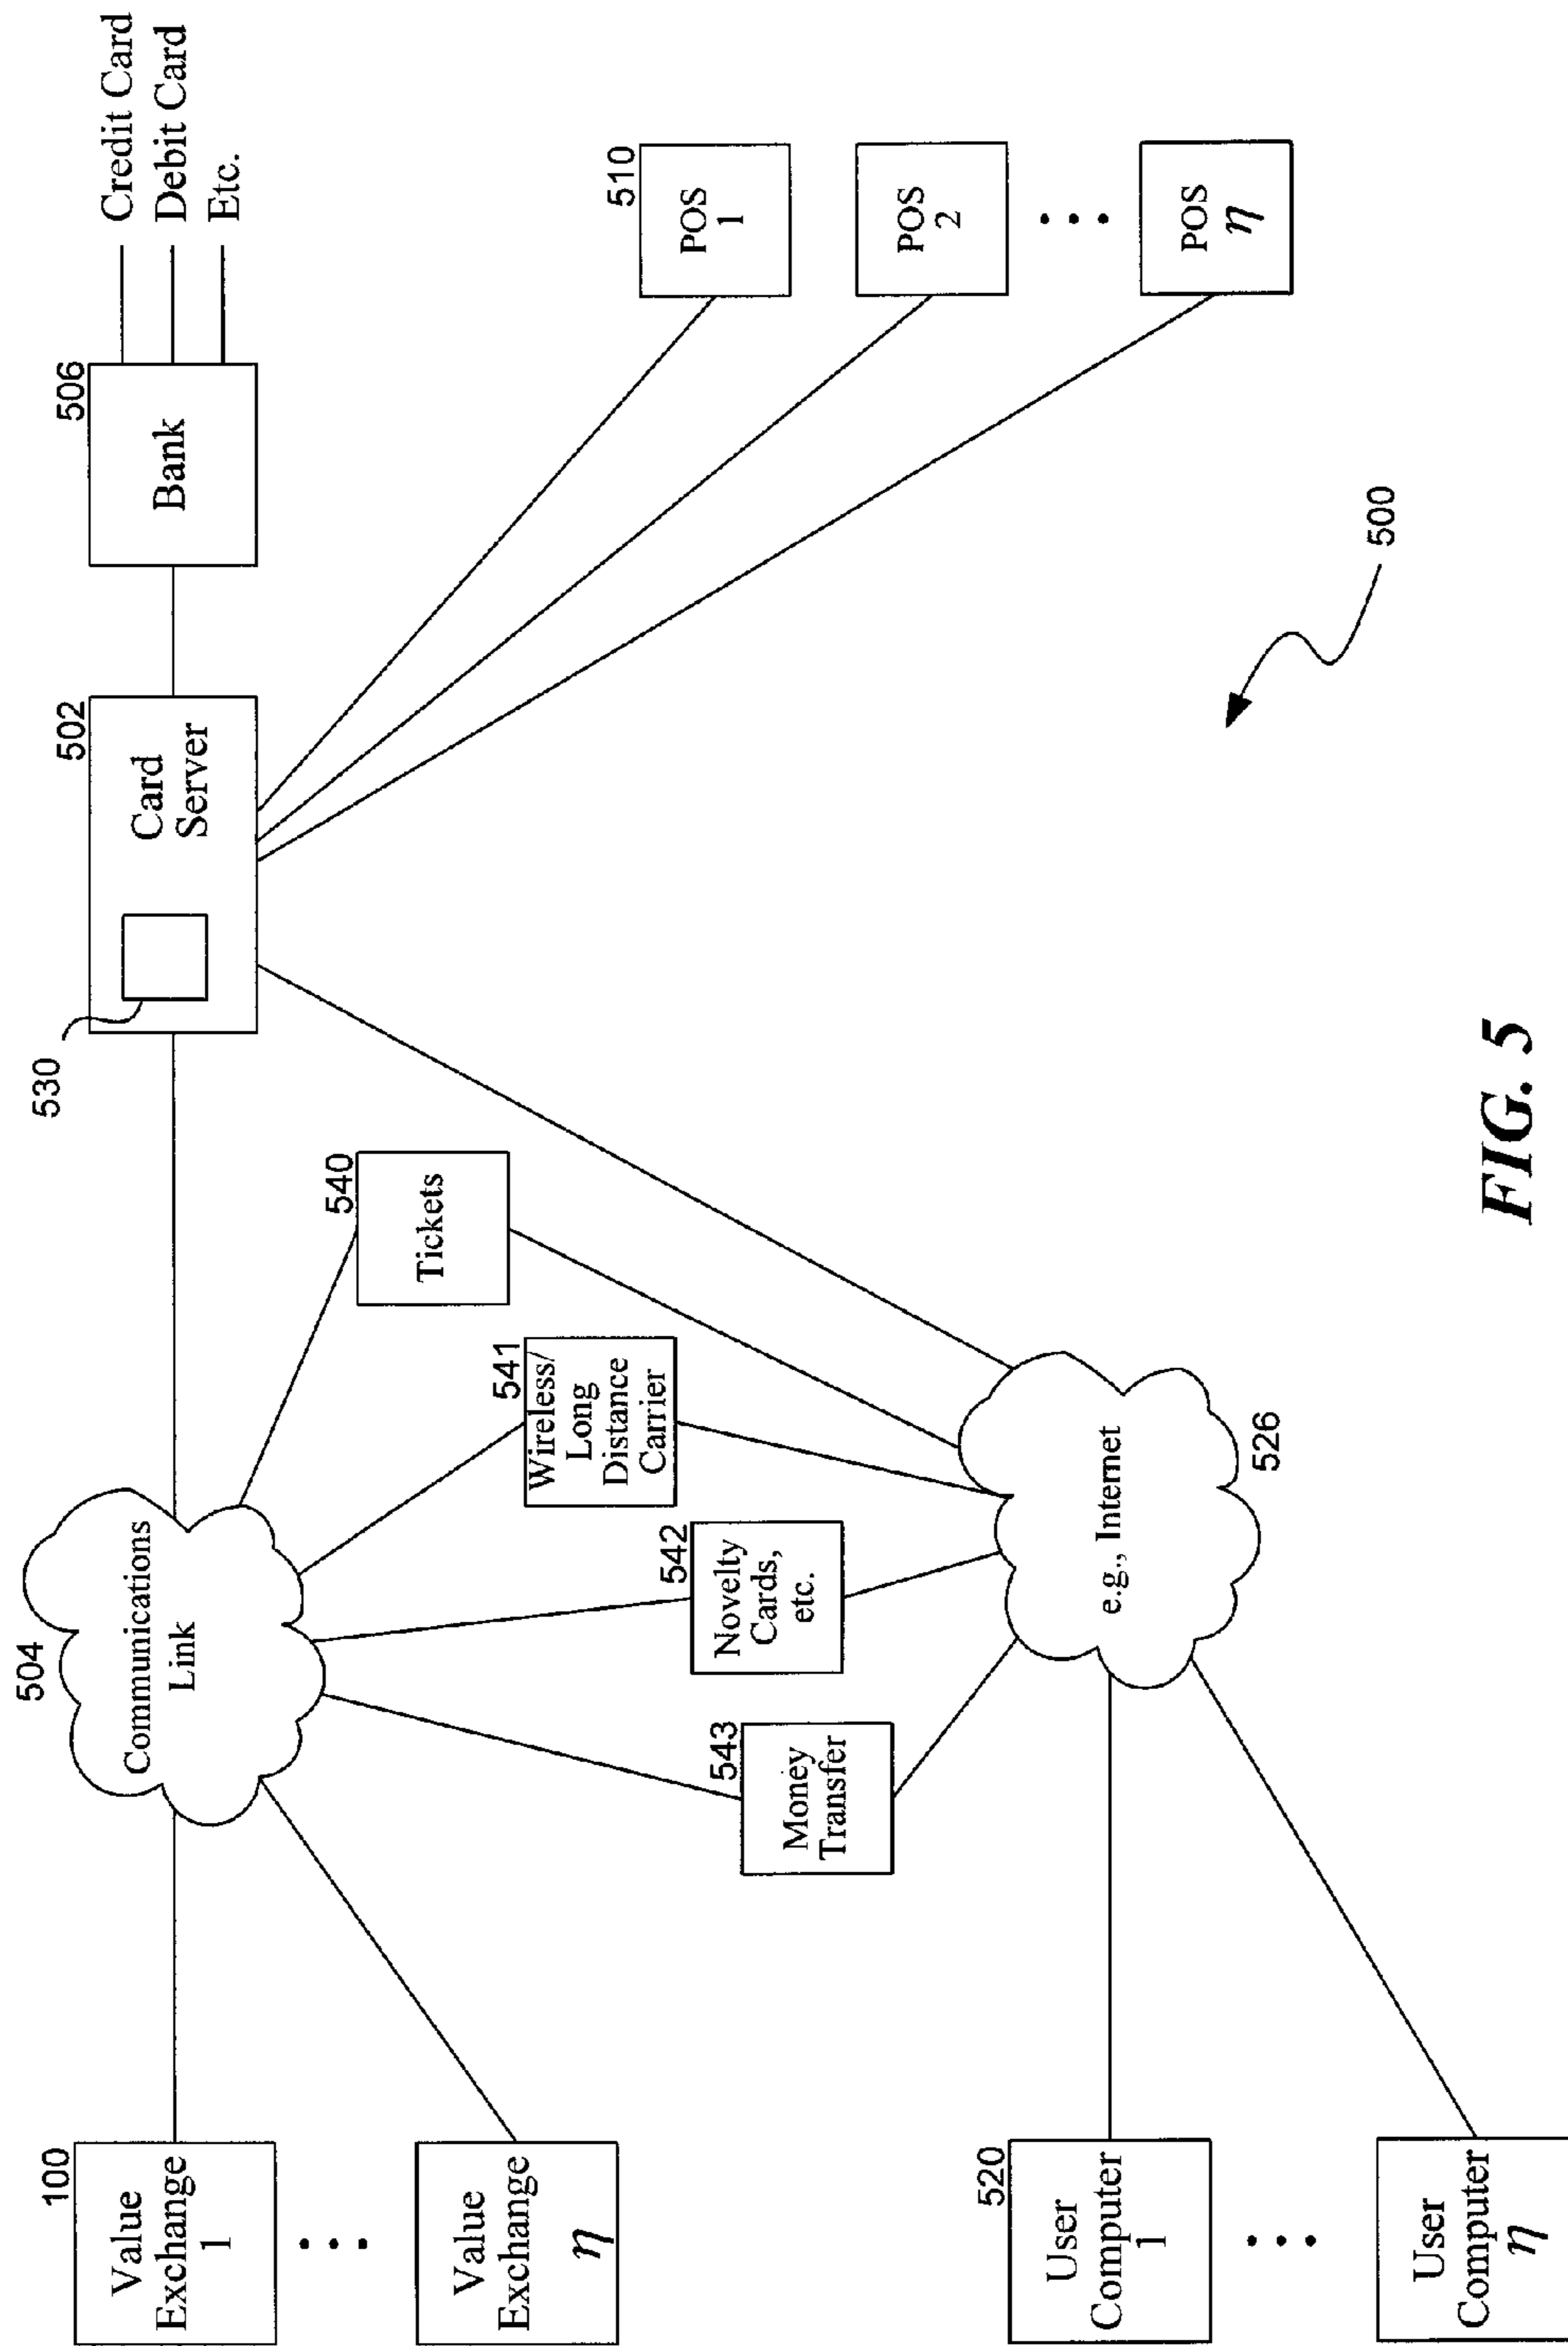 100
Value
Exchange
1
Value
Exchange
η
504
Communications
Link
530
502
Card
Server
506
Bank
Credit Card
Debit Card
Etc.
540
Tickets
541
Wireless/
Long
Distance
Carrier
542
Novelty
Cards,
etc.
543
Money
Transfer
510
POS
1
POS
2
POS
η
520
User
Computer
1
User
Computer
η
e.g., Internet
526
500
FIG. 5